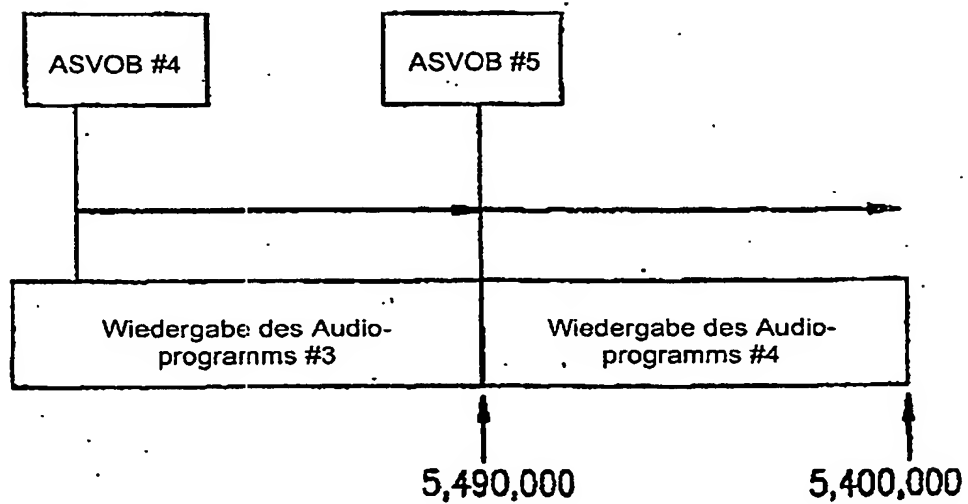 ASVOB #4
ASVOB #5
Wiedergabe des Audio-
programms #3
Wiedergabe des Audio-
programms #4
5,490,000
5,400,000